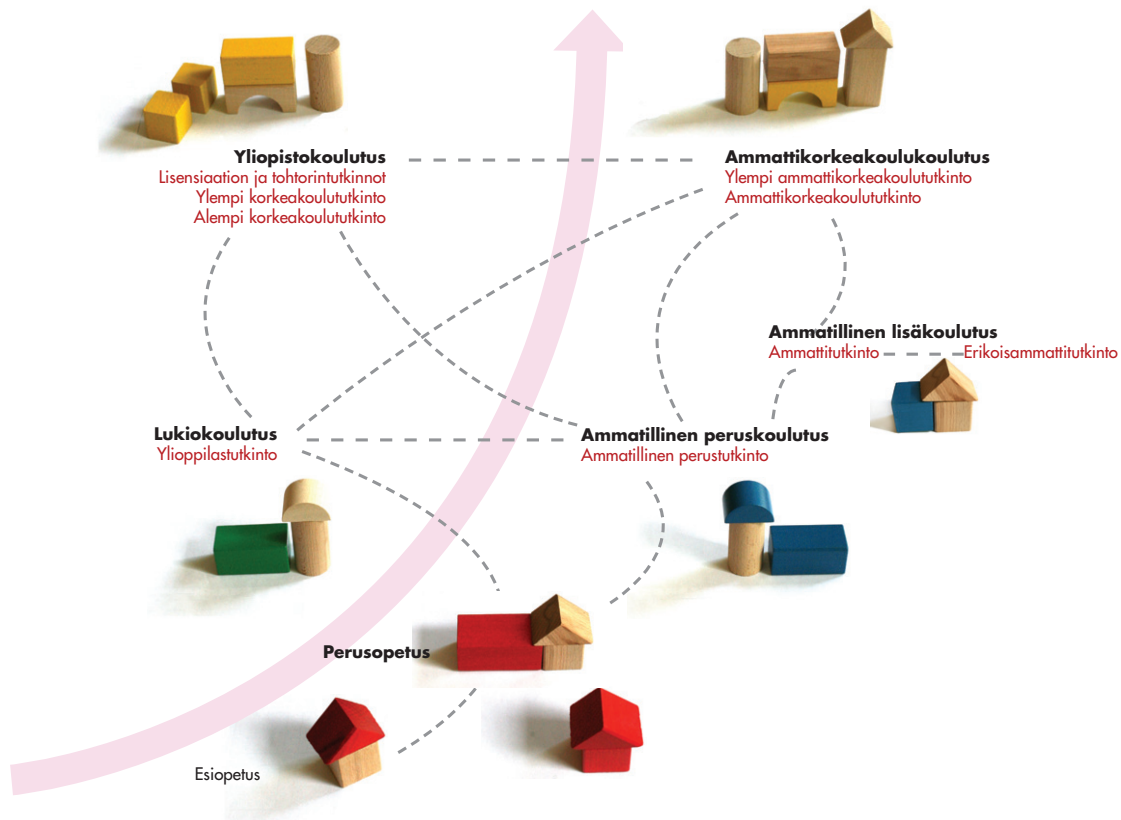 Yliopistokoulutus
Lisensiaation ja tohtorintutkinnot
Ylempi korkeakoulututkinto
Alempi korkeakoulututkinto
Ammattikorkeakoulukoulutus
Ylempi ammattikorkeakoulututkinto
Ammattikorkeakoulututkinto
Ammatillinen lisäkoulutus
Ammattitutkinto
Erikoisammattitutkinto
Lukiokoulutus
Ylioppilastutkinto
Ammatillinen peruskoulutus
Ammatillinen perustutkinto
Perusopetus
Esiopetus